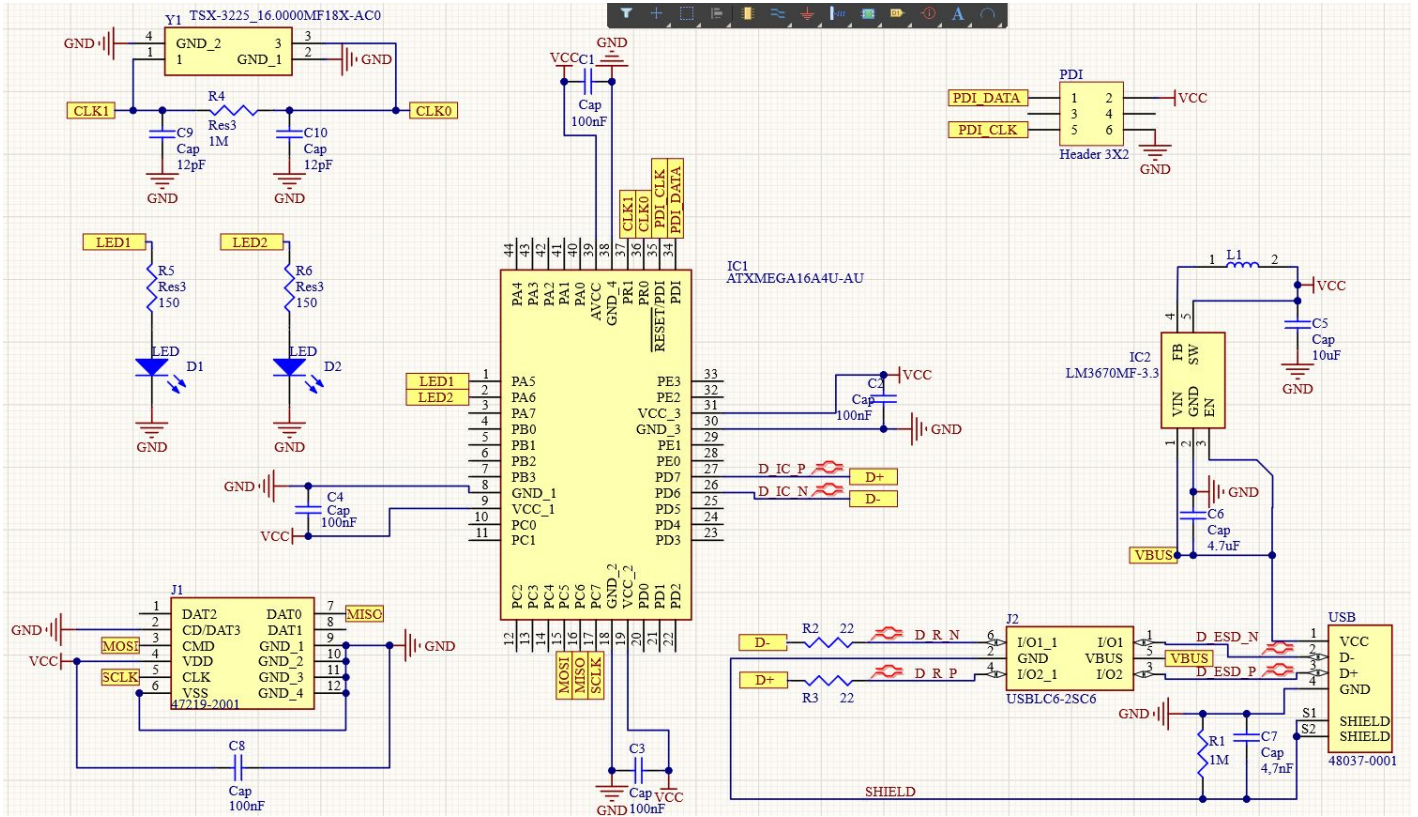 Y1
TSX-3225_16.0000MF18X-AC0
GND 4 GND_2 3 3
1 1 GND_1 2 GND
CLK1 R4 CLK0
Res3
1M
C9
Cap
12pF
C10
Cap
12pF
GND GND
LED1 LED2
R5
Res3
150
R6
Res3
150
LED D1
LED D2
GND GND
VCC C1 GND
Cap
100nF
CLK1 CLK0 PDI_CLK PDI_DATA
44 43 42 41 40 39 38 37 36 35 34
PA4 PA3 PA2 PA1 PA0 AVCC GND_4 PR1 PR0 RESET/PDI PDI
IC1
ATXMEGA16A4U-AU
LED1 1 PA5
LED2 2 PA6
3 PA7
4 PB0
5 PB1
6 PB2
7 PB3
8 GND_1
9 VCC_1
10 PC0
11 PC1
PE3 33
PE2 32
VCC_3 31
GND_3 30
PE1 29
PE0 28
PD7 27 D_IC_P D+
PD6 26 D_IC_N D-
PD5 25
PD4 24
PD3 23
C2
Cap
100nF
VCC
GND
GND
C4
Cap
100nF
VCC
PC2 PC3 PC4 PC5 PC6 PC7 GND_2 VCC_2 PD0 PD1 PD2
12 13 14 15 16 17 18 19 20 21 22
MOSI MISO SCLK
C3
Cap
100nF
GND VCC
J1
1 DAT2 DAT0 7 MISO
GND 2 CD/DAT3 DAT1 8
MOSI 3 CMD GND_1 9 GND
VCC 4 VDD GND_2 10
SCLK 5 CLK GND_3 11
6 VSS GND_4 12
47219-2001
C8
Cap
100nF
PDI
PDI_DATA 1 2 VCC
3 4
PDI_CLK 5 6
Header 3X2
GND
1 L1 2
VCC
C5
Cap
10uF
GND
4 5
FB SW
IC2
LM3670MF-3.3
VIN GND EN
1 2 3
GND
C6
Cap
4.7uF
VBUS
D- R2 22 D_R_N
D+ R3 22 D_R_P
J2
6 I/O1_1 I/O1 1 D_ESD_N
2 GND VBUS 5 VBUS
4 I/O2_1 I/O2 3 D_ESD_P
USBLC6-2SC6
USB
1 VCC
2 D-
3 D+
4 GND
S1 SHIELD
S2 SHIELD
48037-0001
GND
R1
1M
C7
Cap
4,7nF
SHIELD